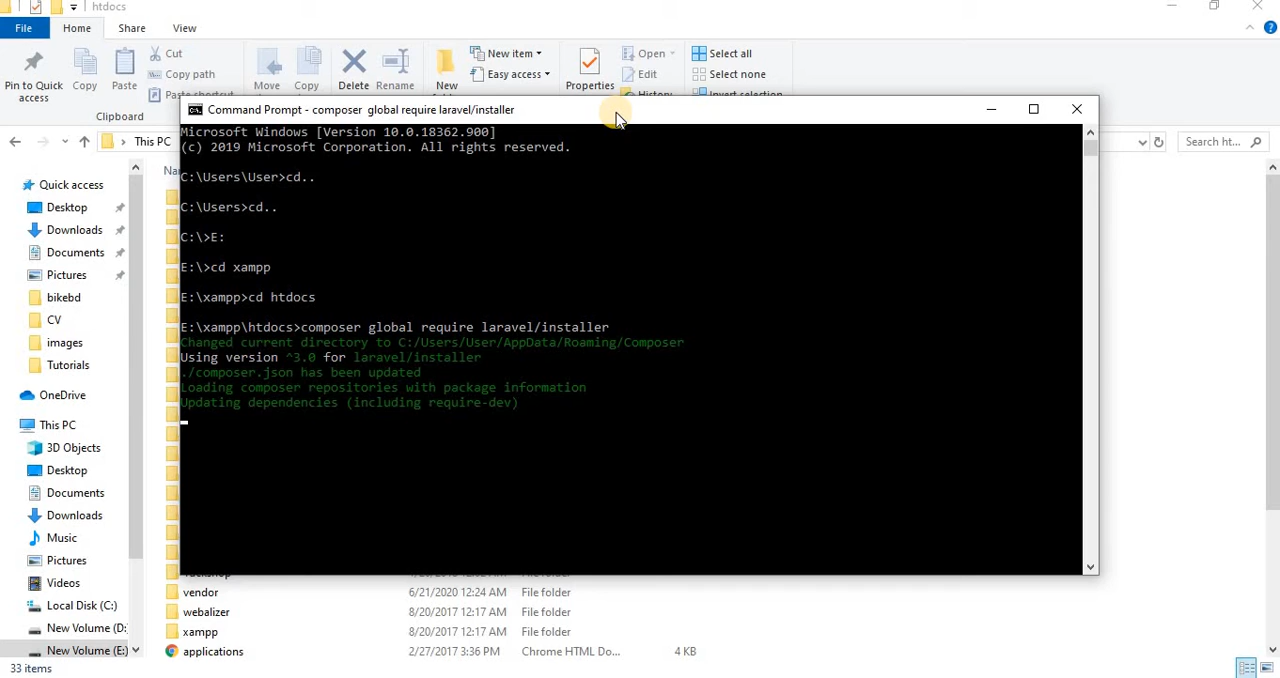 htdocs
File
Home
Share
View
Pin to Quick access
Copy
Paste
Cut
Copy path
Paste shortcut
Clipboard
Move
Copy
Delete
Rename
New
New item
Easy access
Properties
Open
Edit
History
Select all
Select none
Invert selection
This PC
Search ht...
Command Prompt - composer  global require laravel/installer
Microsoft Windows [Version 10.0.18362.900]
(c) 2019 Microsoft Corporation. All rights reserved.
C:\Users\User>cd..
C:\Users>cd..
C:\>E:
E:\>cd xampp
E:\xampp>cd htdocs
E:\xampp\htdocs>composer global require laravel/installer
Changed current directory to C:/Users/User/AppData/Roaming/Composer
Using version ^3.0 for laravel/installer
./composer.json has been updated
Loading composer repositories with package information
Updating dependencies (including require-dev)
Quick access
Desktop
Downloads
Documents
Pictures
bikebd
CV
images
Tutorials
OneDrive
This PC
3D Objects
Desktop
Documents
Downloads
Music
Pictures
Videos
Local Disk (C:)
New Volume (D:
New Volume (E:)
vendor 6/21/2020 12:24 AM File folder
webalizer 8/20/2017 12:17 AM File folder
xampp 8/20/2017 12:17 AM File folder
applications 2/27/2017 3:36 PM Chrome HTML Do... 4 KB
33 items